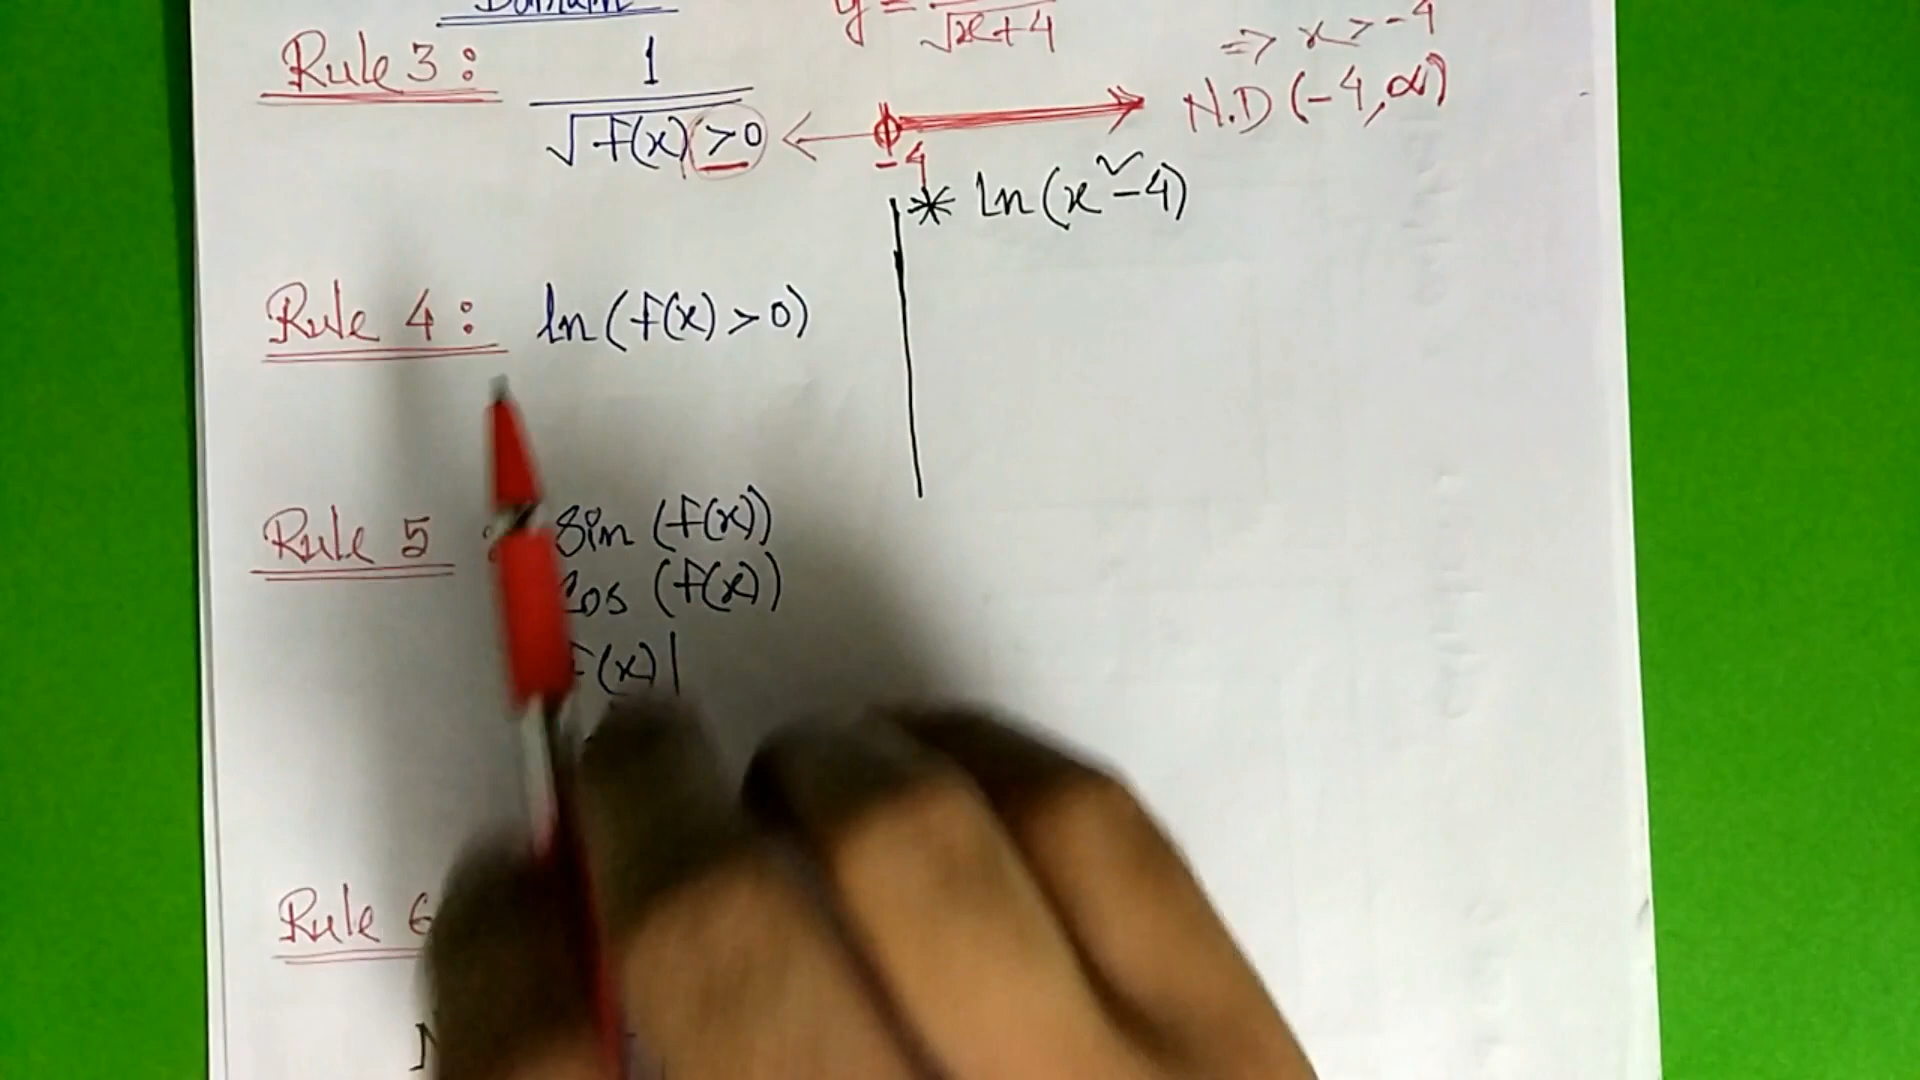 Domain
y = √x+4
⇒ x > -4
Rule 3 : 1 / √f(x) > 0
-4
N.D (-4, ∝)
* ln(x²-4)
Rule 4 : ln(f(x) > 0)
Rule 5 : Sin (f(x))
Cos (f(x))
f(x)|
Rule 6